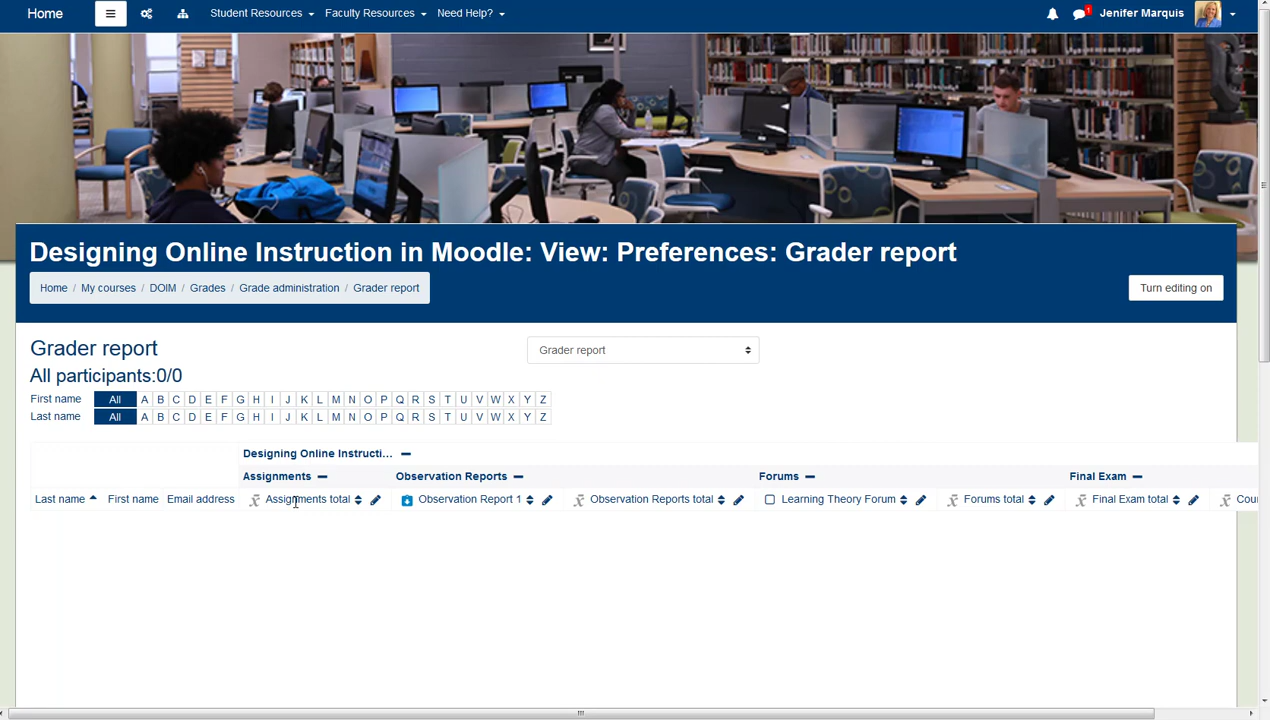 Home Student Resources Faculty Resources Need Help? 1 Jenifer Marquis
Designing Online Instruction in Moodle: View: Preferences: Grader report
Home / My courses / DOIM / Grades / Grade administration / Grader report
Turn editing on
Grader report
Grader report
All participants:0/0
First name All A B C D E F G H I J K L M N O P Q R S T U V W X Y Z
Last name All A B C D E F G H I J K L M N O P Q R S T U V W X Y Z
Designing Online Instructi...
Assignments Observation Reports Forums Final Exam
Last name First name Email address Assignments total Observation Report 1 Observation Reports total Learning Theory Forum Forums total Final Exam total Cou